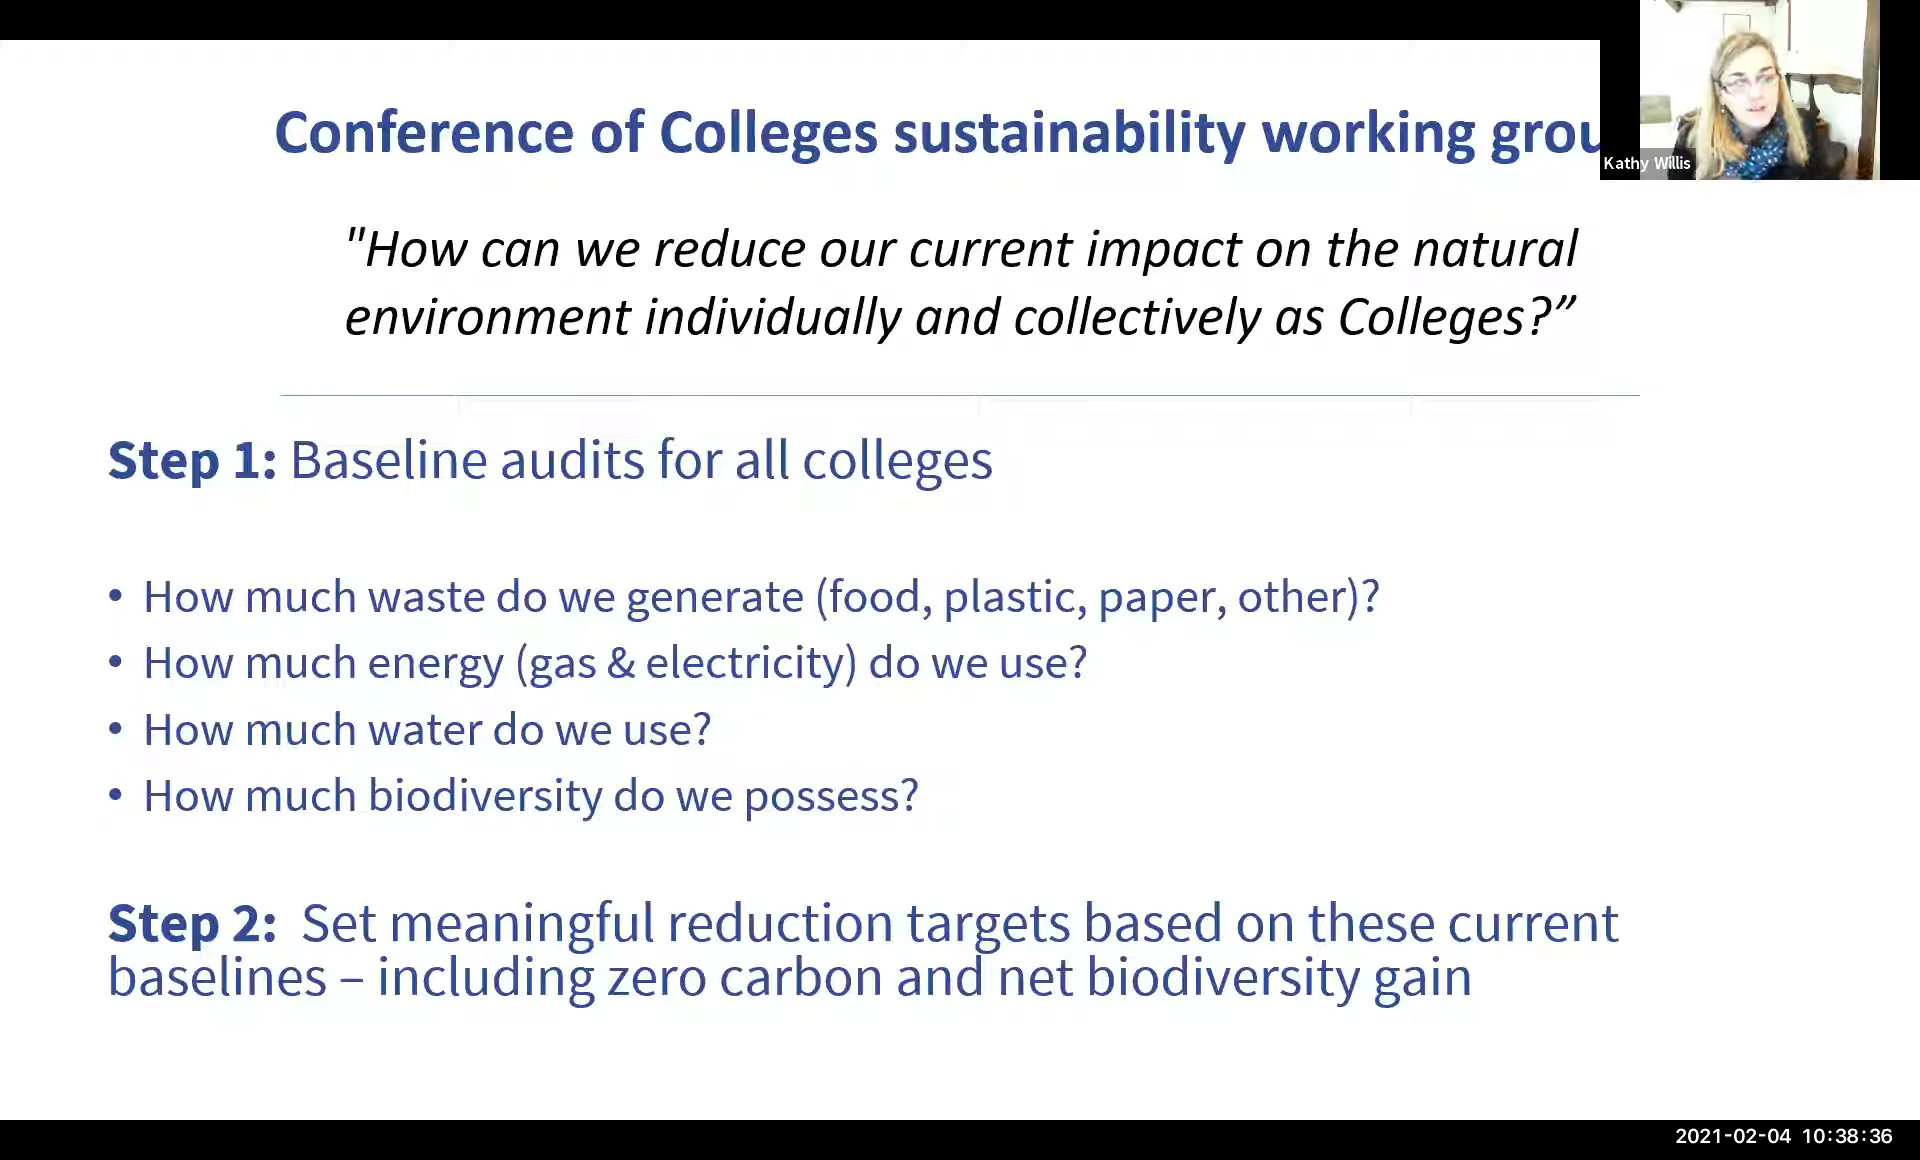 Conference of Colleges sustainability working grou
Kathy Willis
"How can we reduce our current impact on the natural
environment individually and collectively as Colleges?”
Step 1: Baseline audits for all colleges
• How much waste do we generate (food, plastic, paper, other)?
• How much energy (gas & electricity) do we use?
• How much water do we use?
• How much biodiversity do we possess?
Step 2: Set meaningful reduction targets based on these current
baselines – including zero carbon and net biodiversity gain
2021-02-04 10:38:36